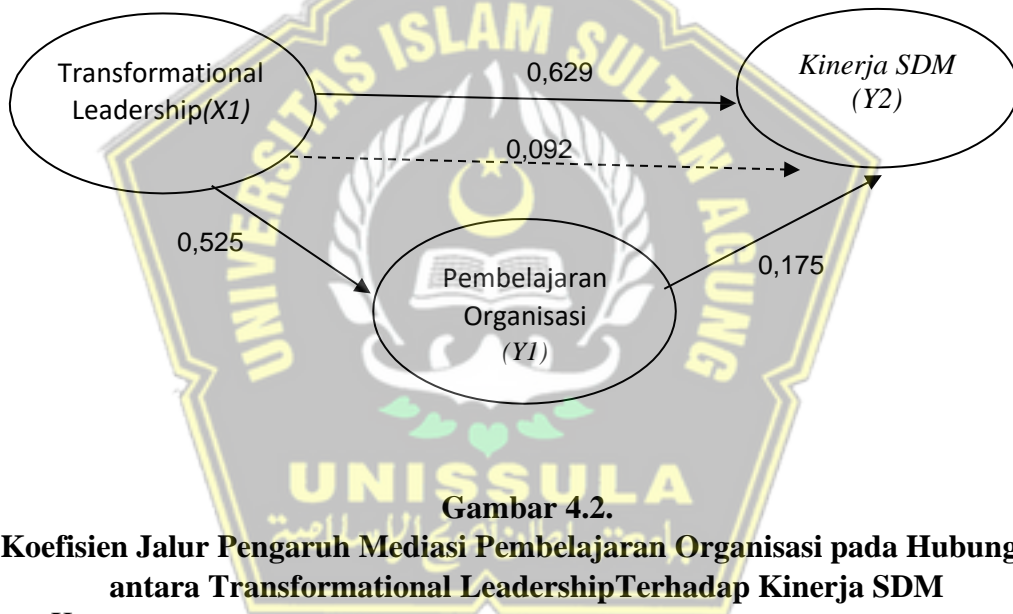 Transformational
Leadership(X1)
0,629
Kinerja SDM
(Y2)
0,092
0,525
0,175
Pembelajaran
Organisasi
(Y1)
UNIVERSITAS ISLAM SULTAN AGUNG
UNISSULA
Gambar 4.2.
Koefisien Jalur Pengaruh Mediasi Pembelajaran Organisasi pada Hubung
antara Transformational LeadershipTerhadap Kinerja SDM